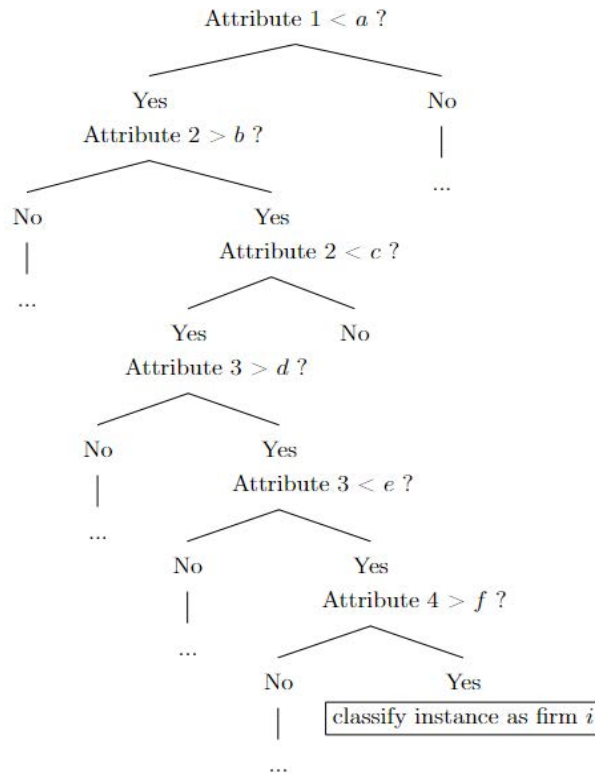 Attribute 1 < a ?
Yes No
Attribute 2 > b ?
...
No Yes
Attribute 2 < c ?
...
Yes No
Attribute 3 > d ?
No Yes
Attribute 3 < e ?
...
No Yes
Attribute 4 > f ?
...
No Yes
classify instance as firm i
...